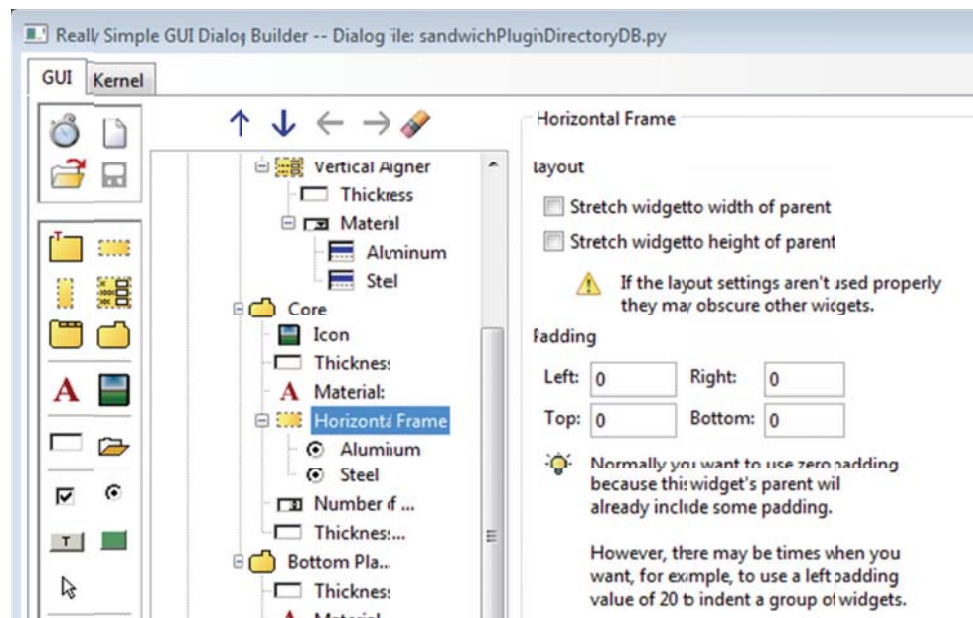 Really Simple GUI Dialog Builder -- Dialog file: sandwichPluginDirectoryDB.py
GUI
Kernel
Vertical Aligner
Thickness
Material
Aluminum
Steel
Core
Icon
Thickness:
A Material:
Horizontal Frame
Aluminum
Steel
Number of ...
Thickness:...
Bottom Pla...
Thickness:
A Material
A
T
T
Horizontal Frame
Layout
Stretch widget to width of parent
Stretch widget to height of parent
If the layout settings aren't used properly
they may obscure other widgets.
Padding
Left: 0 Right: 0
Top: 0 Bottom: 0
Normally you want to use zero padding
because this widget's parent will
already include some padding.
However, there may be times when you
want, for example, to use a left padding
value of 20 to indent a group of widgets.